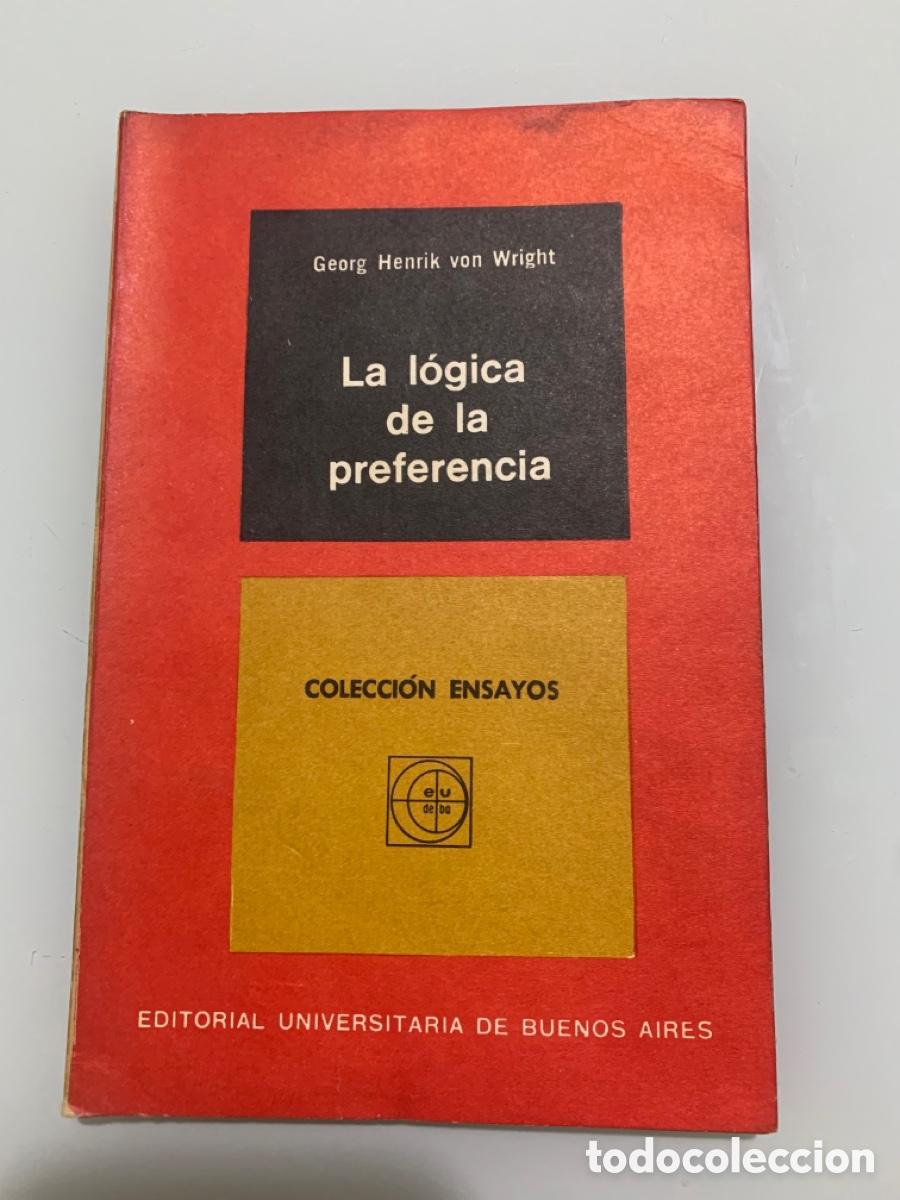 Georg Henrik von Wright
La lógica
de la
preferencia
COLECCIÓN ENSAYOS
eu
de ba
EDITORIAL UNIVERSITARIA DE BUENOS AIRES
todocoleccion